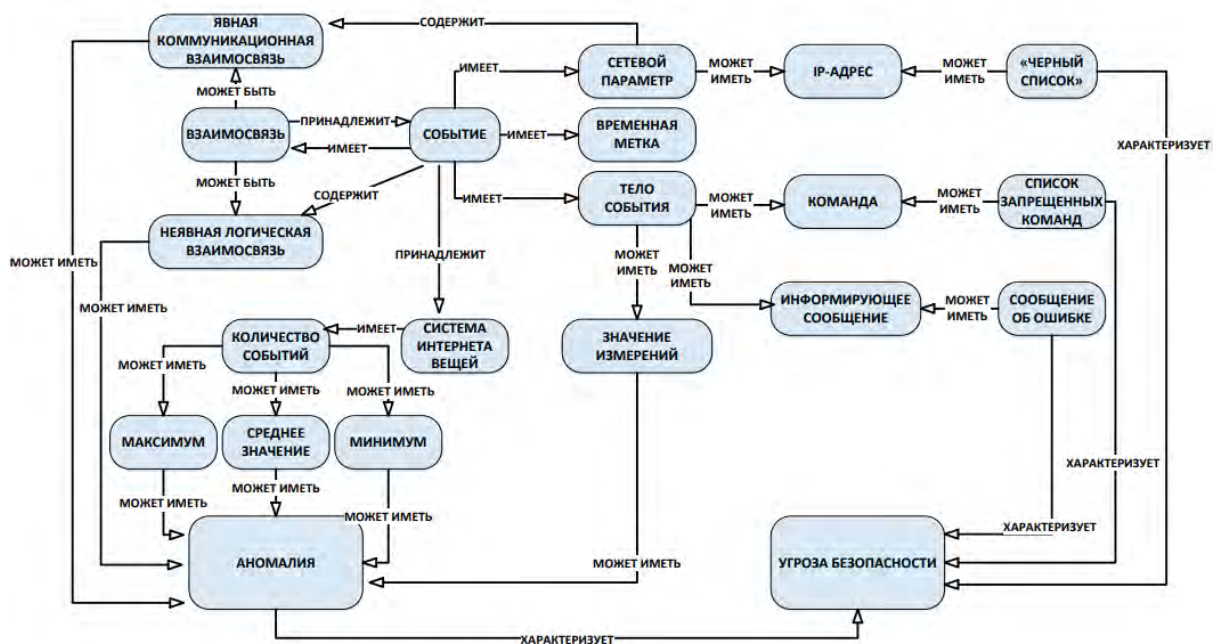 ЯВНАЯ
КОММУНИКАЦИОННАЯ
ВЗАИМОСВЯЗЬ
СОДЕРЖИТ
СЕТЕВОЙ
ПАРАМЕТР
МОЖЕТ
ИМЕТЬ
IP-АДРЕС
МОЖЕТ
ИМЕТЬ
«ЧЕРНЫЙ
СПИСОК»
ИМЕЕТ
МОЖЕТ БЫТЬ
ВЗАИМОСВЯЗЬ
ПРИНАДЛЕЖИТ
ИМЕЕТ
СОБЫТИЕ
ИМЕЕТ
ВРЕМЕННАЯ
МЕТКА
ХАРАКТЕРИЗУЕТ
МОЖЕТ БЫТЬ
СОДЕРЖИТ
ИМЕЕТ
ТЕЛО
СОБЫТИЯ
МОЖЕТ
ИМЕТЬ
КОМАНДА
МОЖЕТ
ИМЕТЬ
СПИСОК
ЗАПРЕЩЕННЫХ
КОМАНД
НЕЯВНАЯ ЛОГИЧЕСКАЯ
ВЗАИМОСВЯЗЬ
МОЖЕТ ИМЕТЬ
ПРИНАДЛЕЖИТ
МОЖЕТ
ИМЕТЬ
МОЖЕТ
ИМЕТЬ
МОЖЕТ ИМЕТЬ
ИНФОРМИРУЮЩЕЕ
СООБЩЕНИЕ
МОЖЕТ
ИМЕТЬ
СООБЩЕНИЕ
ОБ ОШИБКЕ
КОЛИЧЕСТВО
СОБЫТИЙ
ИМЕЕТ
СИСТЕМА
ИНТЕРНЕТА
ВЕЩЕЙ
ЗНАЧЕНИЕ
ИЗМЕРЕНИЙ
МОЖЕТ ИМЕТЬ
МОЖЕТ ИМЕТЬ
МОЖЕТ ИМЕТЬ
МАКСИМУМ
СРЕДНЕЕ
ЗНАЧЕНИЕ
МИНИМУМ
ХАРАКТЕРИЗУЕТ
МОЖЕТ ИМЕТЬ
МОЖЕТ ИМЕТЬ
МОЖЕТ ИМЕТЬ
ХАРАКТЕРИЗУЕТ
АНОМАЛИЯ
МОЖЕТ ИМЕТЬ
УГРОЗА БЕЗОПАСНОСТИ
ХАРАКТЕРИЗУЕТ